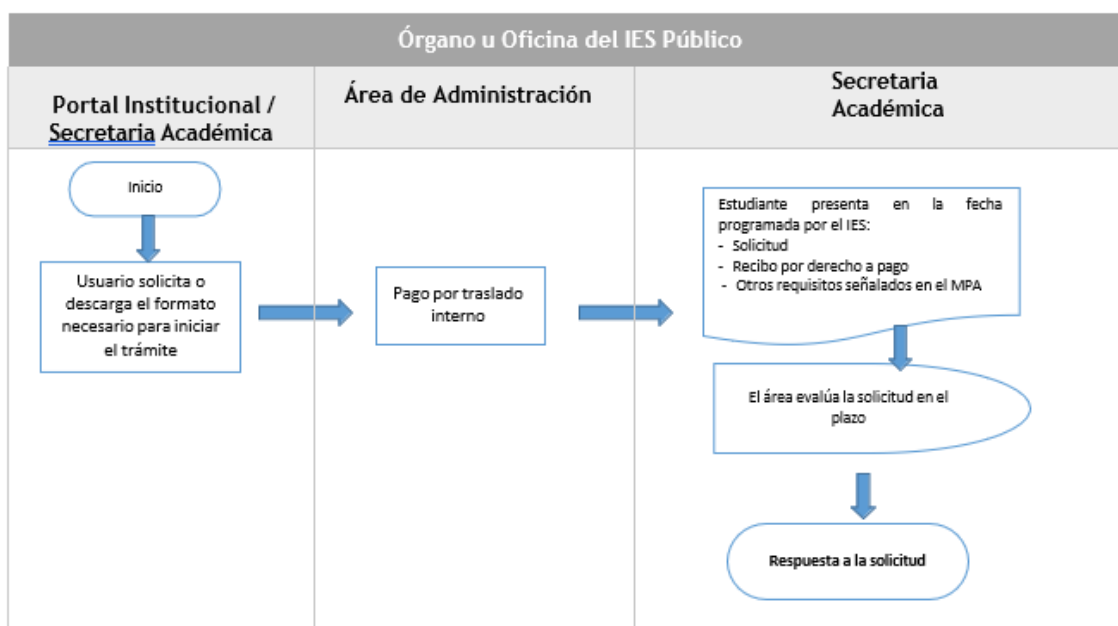 Órgano u Oficina del IES Público
Portal Institucional /
Secretaria Académica
Área de Administración
Secretaria
Académica
Inicio
Usuario solicita o
descarga el formato
necesario para iniciar
el trámite
Pago por traslado
interno
Estudiante presenta en la fecha
programada por el IES:
- Solicitud
- Recibo por derecho a pago
- Otros requisitos señalados en el MPA
El área evalúa la solicitud en el
plazo
Respuesta a la solicitud